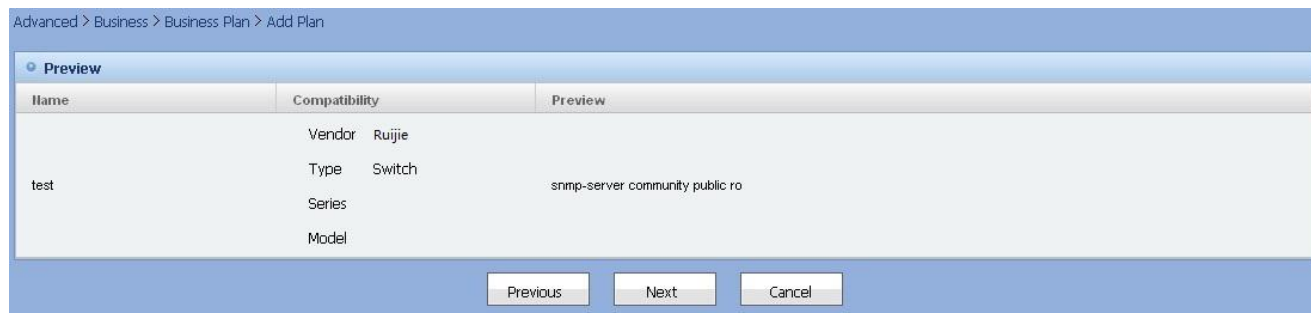 Advanced > Business > Business Plan > Add Plan
Preview
Name Compatibility Preview
Vendor Ruijie
Type Switch
test snmp-server community public ro
Series
Model
Previous Next Cancel